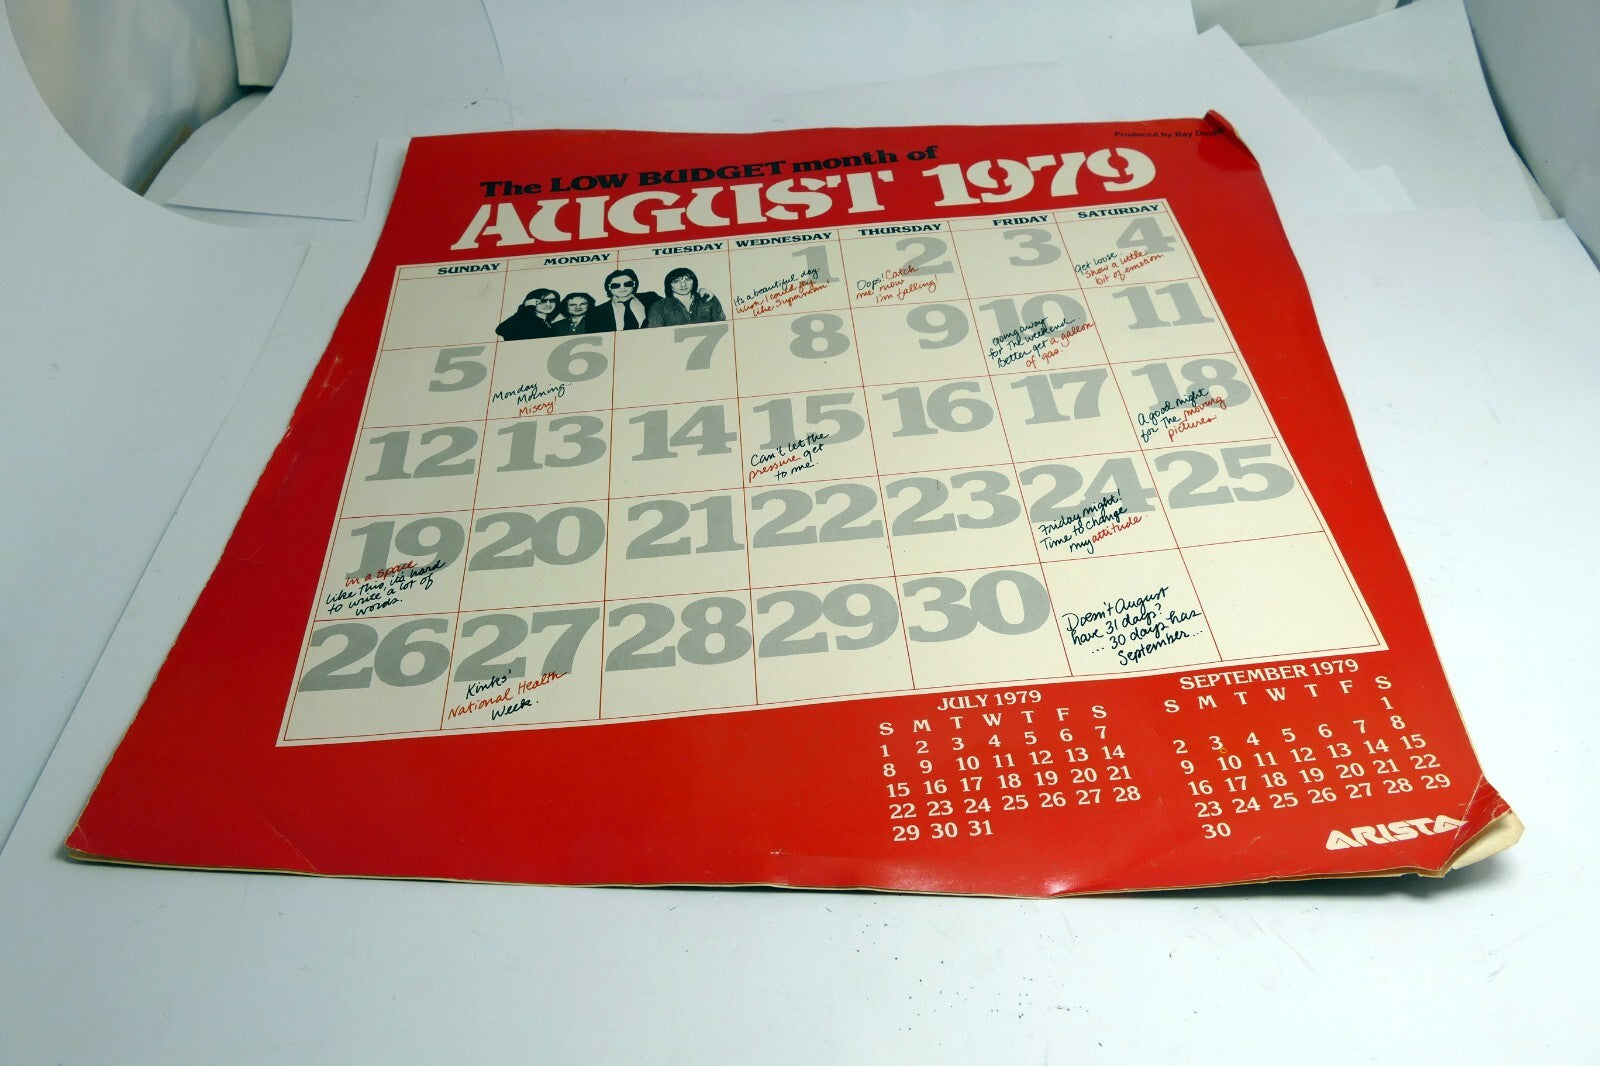 Produced by Ray
The LOW BUDGET month of
AUGUST 1979
SUNDAY MONDAY TUESDAY WEDNESDAY THURSDAY FRIDAY SATURDAY
1 2 3 4
It's a beautiful day
Wish I could fly
like Superman!
Oops! Catch
me now
I'm falling!
Get loose...
Show a little
bit of emotion
5 6 7 8 9 10 11
Monday
Morning...
Misery!
Going away
for the weekend
Better get a gallon
of gas.
12 13 14 15 16 17 18
Can't let the
pressure get
to me.
A good night
for the moving
pictures
19 20 21 22 23 24 25
In a space
like this, it's hard
to write a lot of
words.
Friday night!
Time to change
my attitude.
26 27 28 29 30
Kinks'
National Health
Week.
Doesn't August
have 31 days?
... 30 days has
September...
JULY 1979
S M T W T F S
1 2 3 4 5 6 7
8 9 10 11 12 13 14
15 16 17 18 19 20 21
22 23 24 25 26 27 28
29 30 31
SEPTEMBER 1979
S M T W T F S
1
2 3 4 5 6 7 8
9 10 11 12 13 14 15
16 17 18 19 20 21 22
23 24 25 26 27 28 29
30
ARISTA